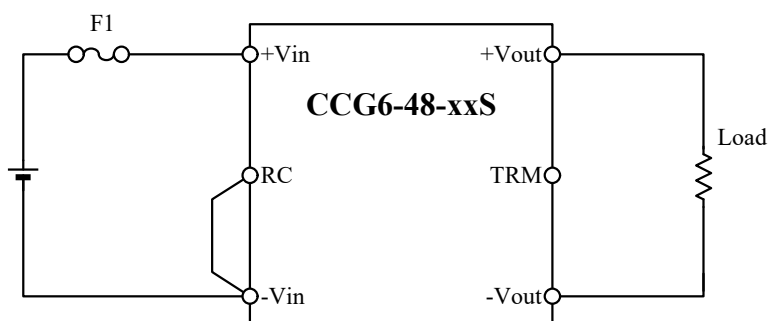 F1
+Vin
+Vout
CCG6-48-xxS
Load
RC
TRM
-Vin
-Vout